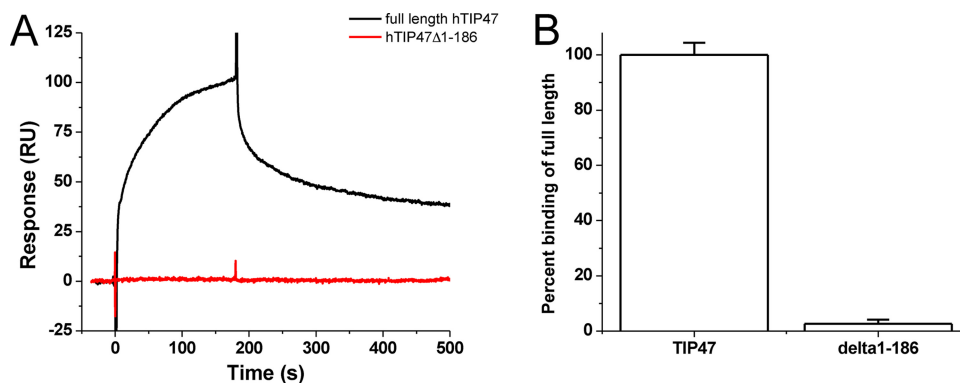 A
full length hTIP47
hTIP47Δ1-186
Response (RU)
125
100
75
50
25
0
-25
0
100
200
300
400
500
Time (s)
B
Percent binding of full length
100
80
60
40
20
0
TIP47
delta1-186